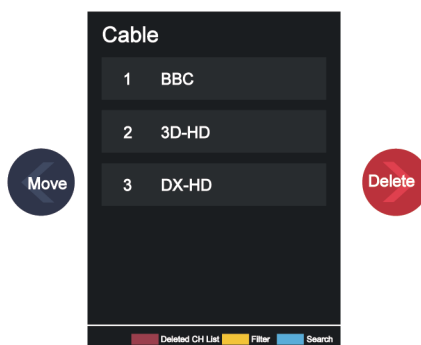 Cable
1 BBC
2 3D-HD
3 DX-HD
Move
Delete
Deleted CH List Filter Search